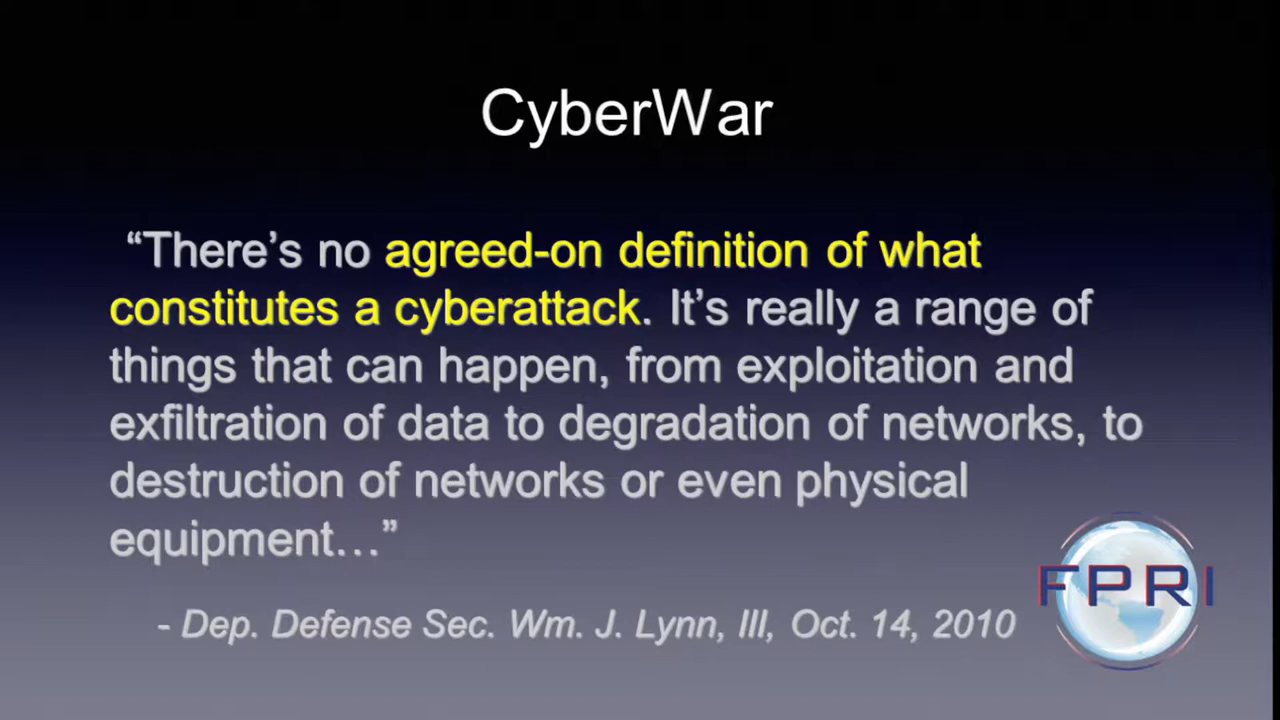 CyberWar
“There’s no agreed-on definition of what
constitutes a cyberattack. It’s really a range of
things that can happen, from exploitation and
exfiltration of data to degradation of networks, to
destruction of networks or even physical
equipment…”
- Dep. Defense Sec. Wm. J. Lynn, III, Oct. 14, 2010
FPRI